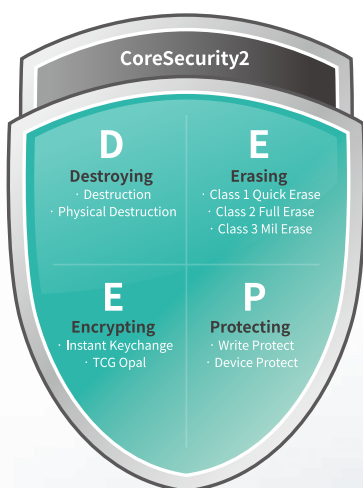 CoreSecurity2
D
Destroying
· Destruction
· Physical Destruction
E
Erasing
· Class 1 Quick Erase
· Class 2 Full Erase
· Class 3 Mil Erase
E
Encrypting
· Instant Keychange
· TCG Opal
P
Protecting
· Write Protect
· Device Protect